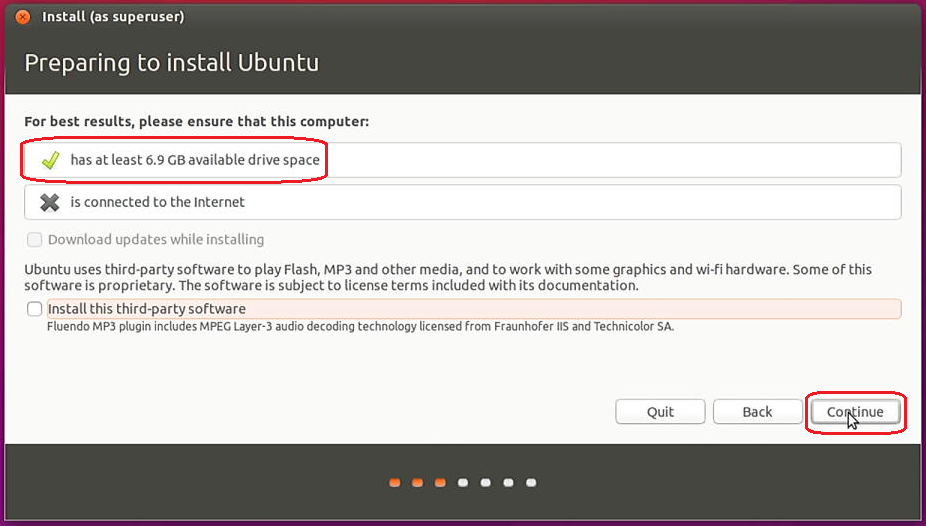 Install (as superuser)
Preparing to install Ubuntu
For best results, please ensure that this computer:
has at least 6.9 GB available drive space
is connected to the Internet
Download updates while installing
Ubuntu uses third-party software to play Flash, MP3 and other media, and to work with some graphics and wi-fi hardware. Some of this
software is proprietary. The software is subject to license terms included with its documentation.
Install this third-party software
Fluendo MP3 plugin includes MPEG Layer-3 audio decoding technology licensed from Fraunhofer IIS and Technicolor SA.
Quit Back Continue